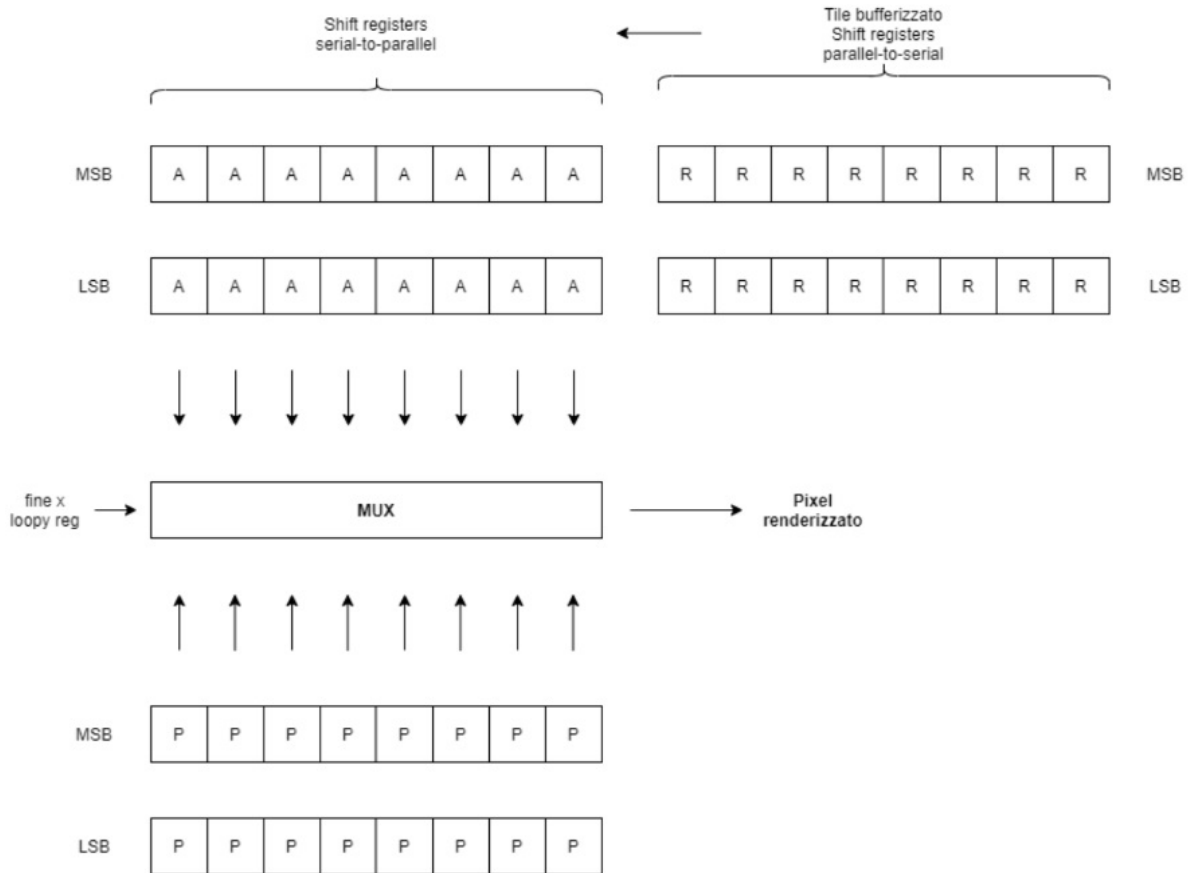 Shift registers
serial-to-parallel
Tile bufferizzato
Shift registers
parallel-to-serial
MSB A A A A A A A A R R R R R R R R MSB
LSB A A A A A A A A R R R R R R R R LSB
fine x
loopy reg
MUX
Pixel
renderizzato
MSB P P P P P P P P
LSB P P P P P P P P